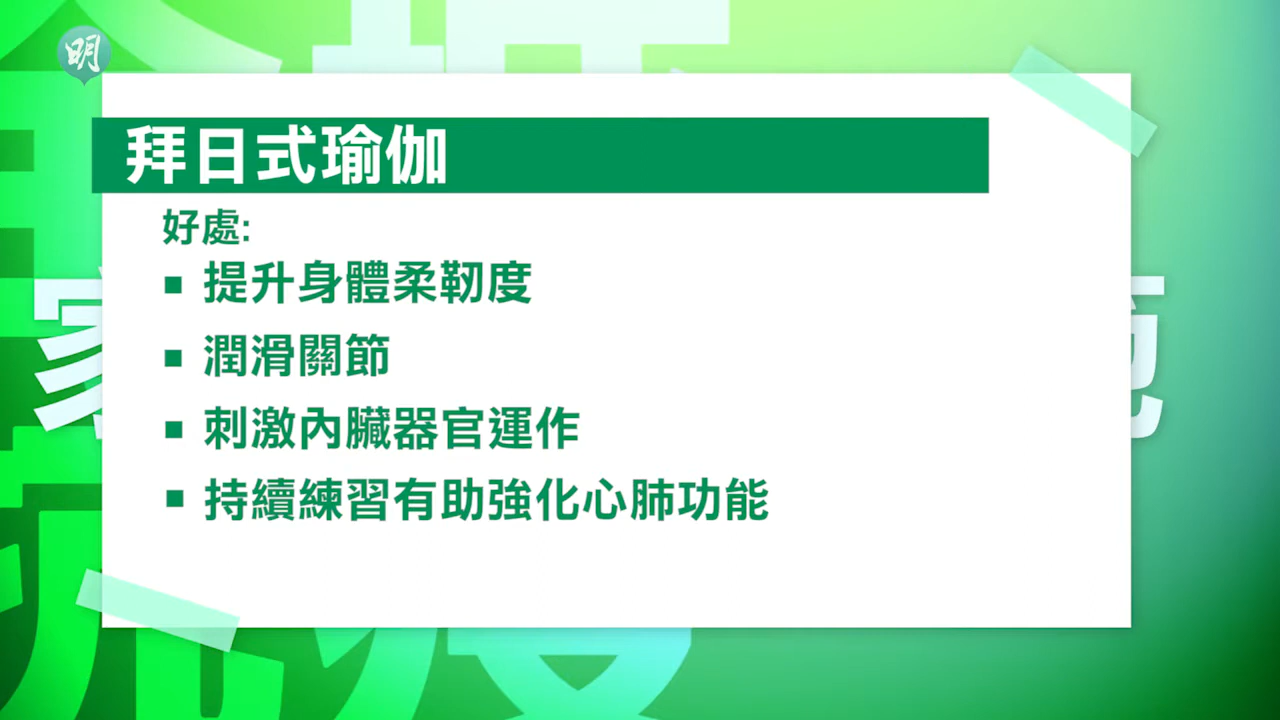 明
拜日式瑜伽
好處:
提升身體柔韌度
潤滑關節
刺激內臟器官運作
持續練習有助強化心肺功能